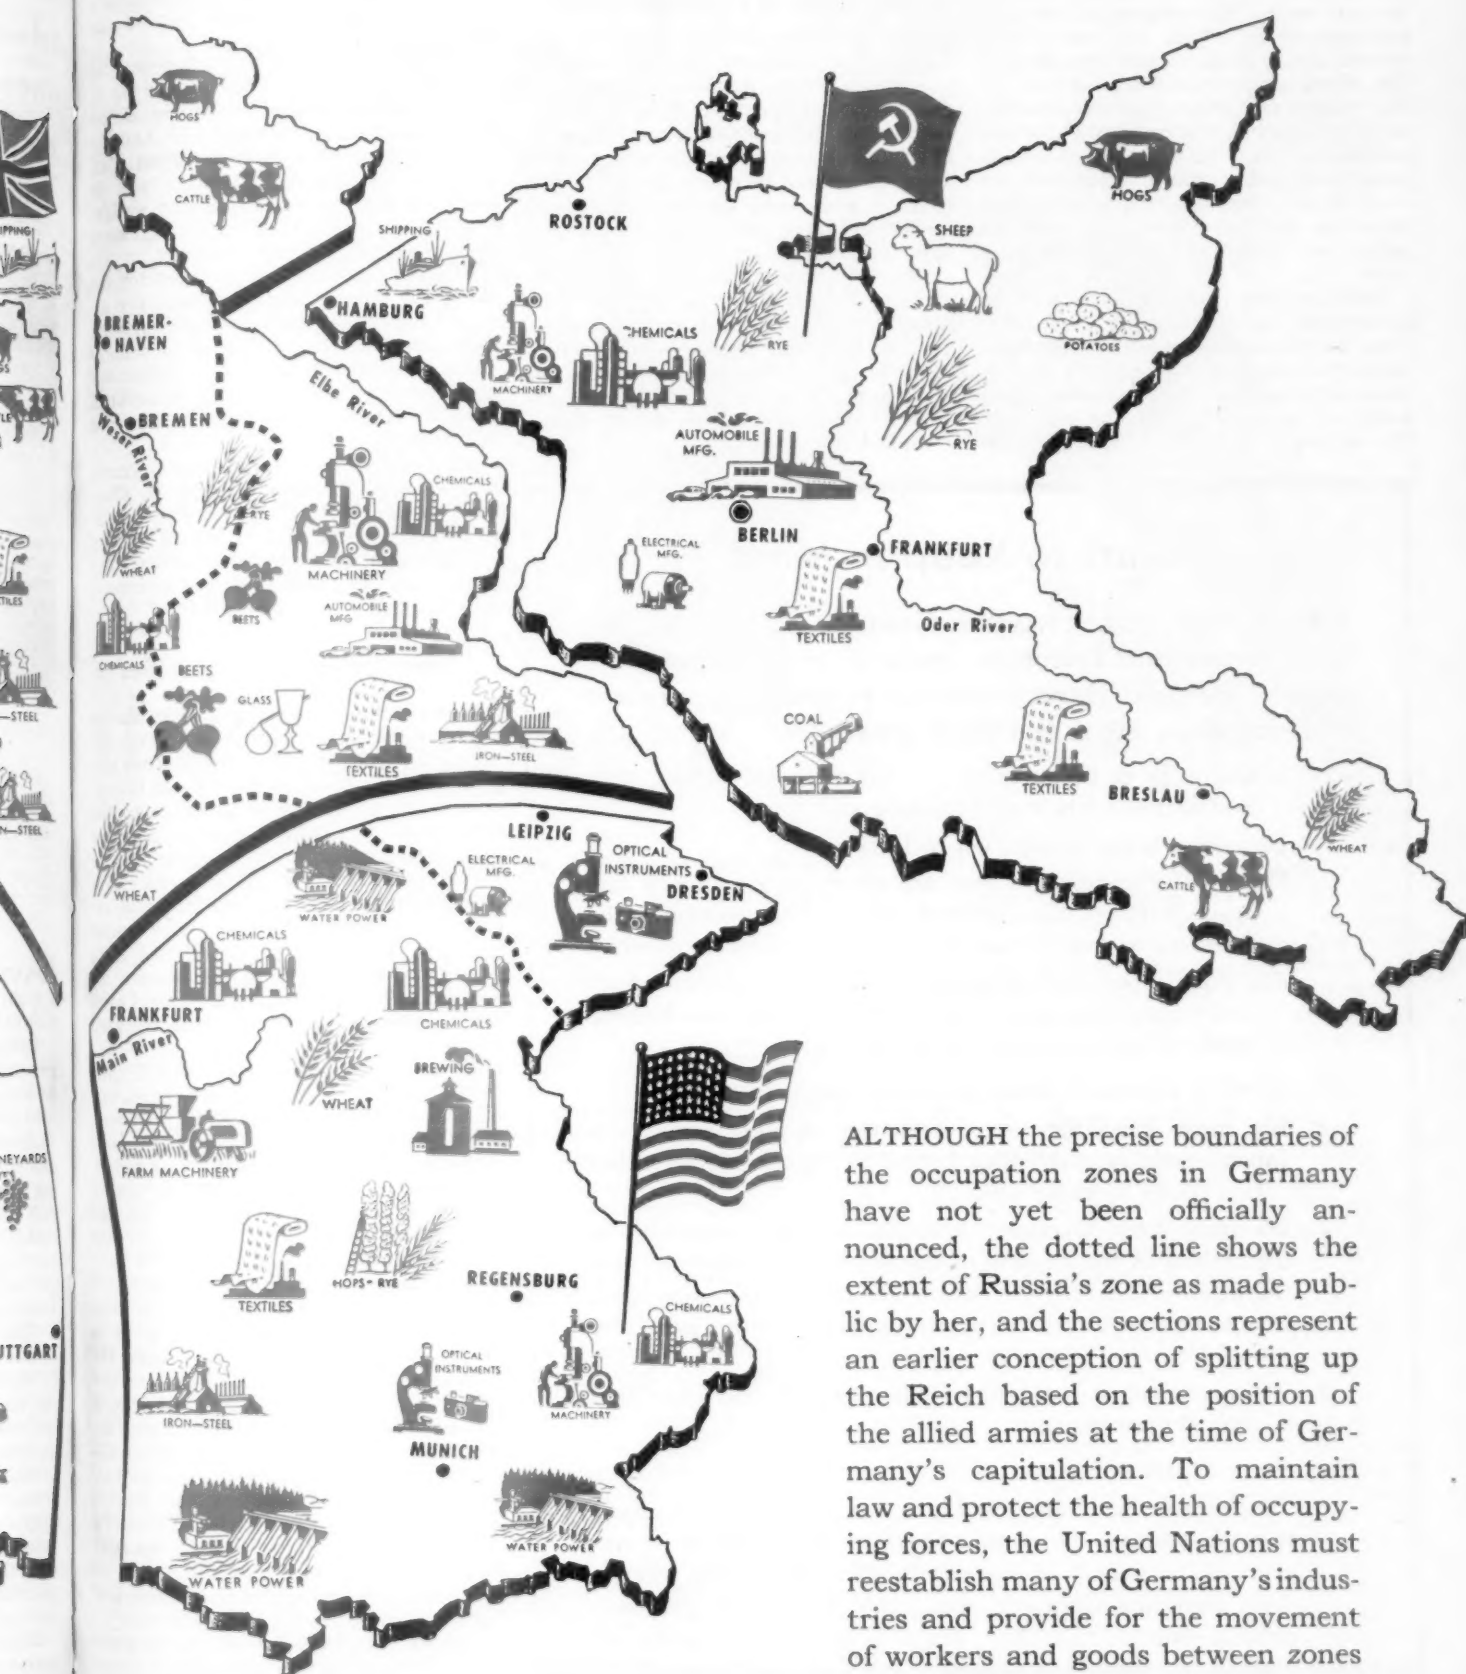 HOGS
CATTLE
SHIPPING
ROSTOCK
HAMBURG
MACHINERY
CHEMICALS
RYE
SHEEP
HOGS
POTATOES
RYE
BREMER-
HAVEN
BREMEN
Weser River
Elbe River
RYE
WHEAT
CHEMICALS
MACHINERY
BEETS
CHEMICALS
AUTOMOBILE
MFG
BEETS
GLASS
TEXTILES
IRON—STEEL
AUTOMOBILE
MFG.
BERLIN
ELECTRICAL
MFG.
TEXTILES
FRANKFURT
Oder River
COAL
TEXTILES
BRESLAU
CATTLE
WHEAT
WHEAT
LEIPZIG
WATER POWER
ELECTRICAL
MFG.
OPTICAL
INSTRUMENTS
DRESDEN
CHEMICALS
CHEMICALS
FRANKFURT
Main River
WHEAT
BREWING
FARM MACHINERY
TEXTILES
HOPS - RYE
REGENSBURG
CHEMICALS
IRON—STEEL
OPTICAL
INSTRUMENTS
MACHINERY
MUNICH
WATER POWER
WATER POWER
IPPING
—STEEL
N—STEEL
NEYARDS
UTTGART
ALTHOUGH the precise boundaries of
the occupation zones in Germany
have not yet been officially an-
nounced, the dotted line shows the
extent of Russia's zone as made pub-
lic by her, and the sections represent
an earlier conception of splitting up
the Reich based on the position of
the allied armies at the time of Ger-
many's capitulation. To maintain
law and protect the health of occupy-
ing forces, the United Nations must
reestablish many of Germany's indus-
tries and provide for the movement
of workers and goods between zones